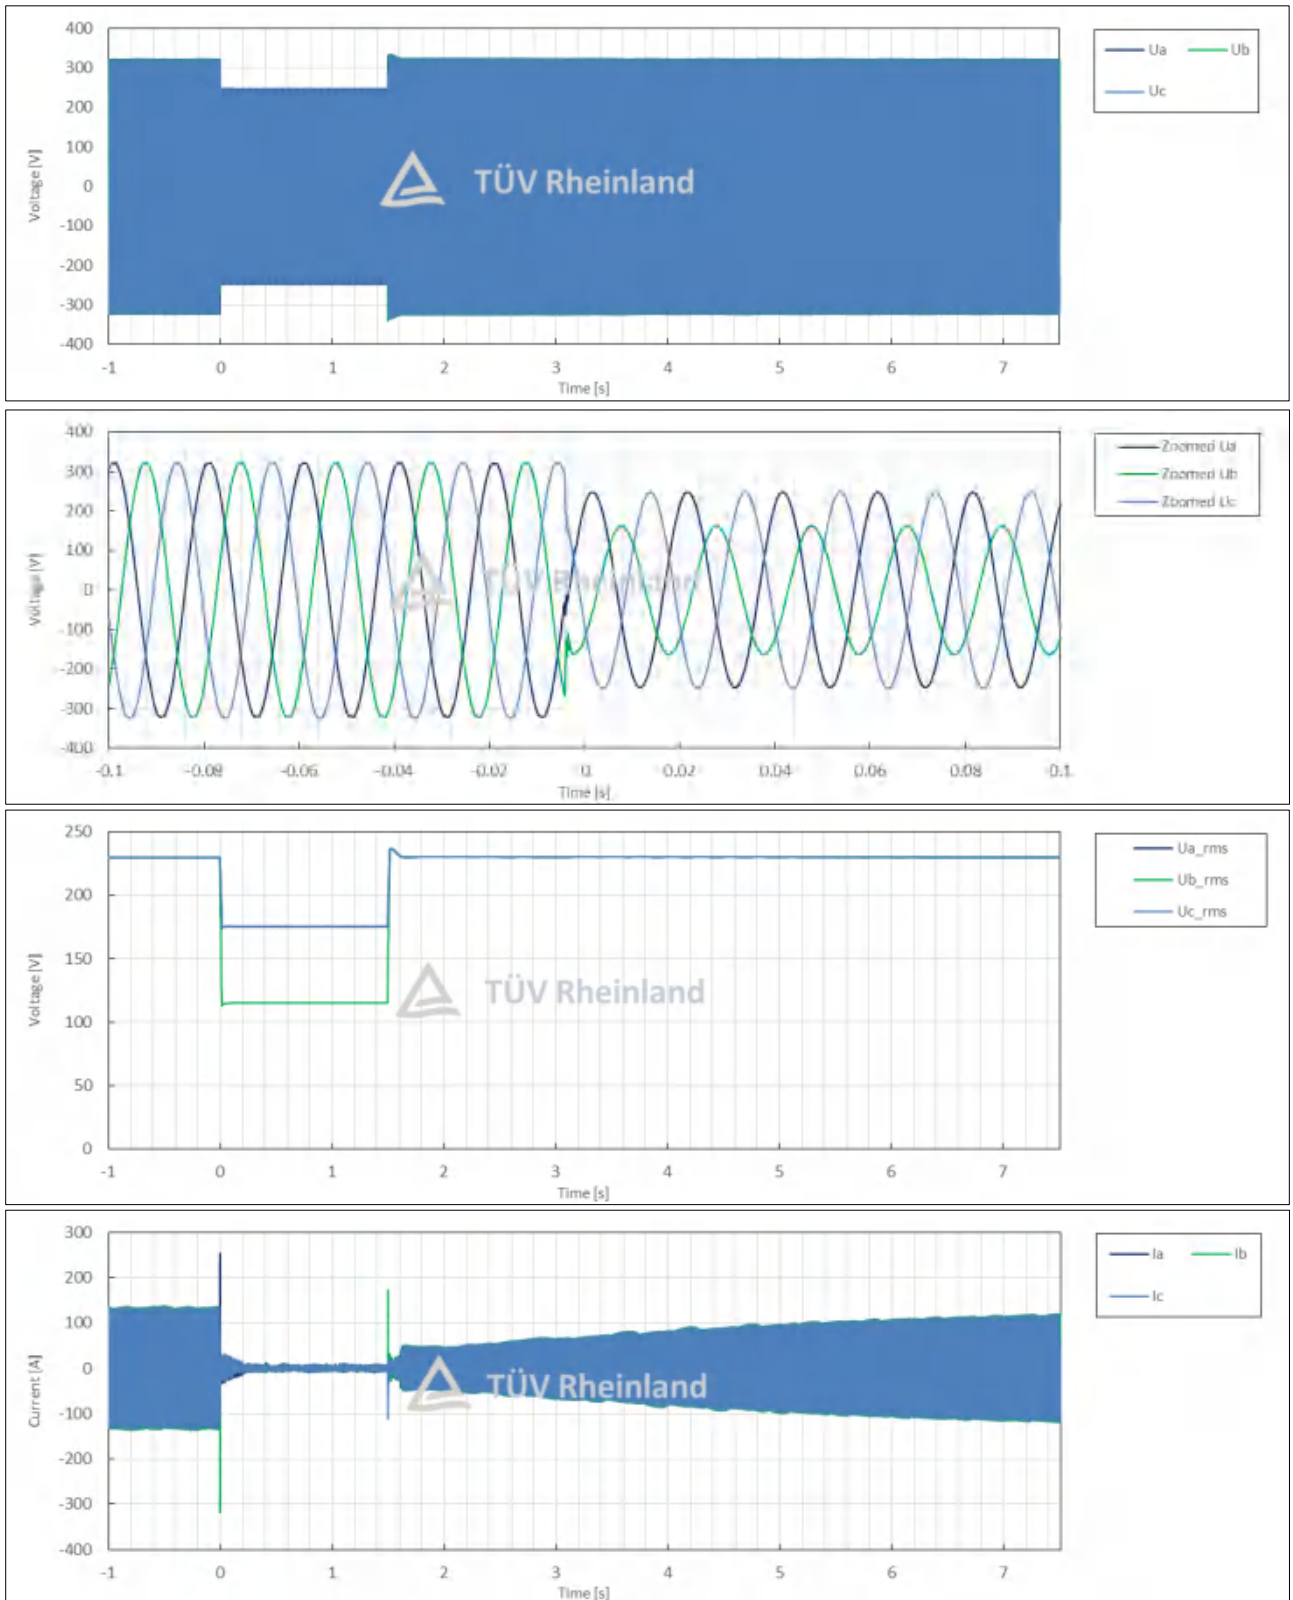 400
300
200
100
0
-100
-200
-300
-400
Voltage [V]
-1 0 1 2 3 4 5 6 7
Time [s]
Ua Ub
Uc
TÜV Rheinland
400
300
200
100
0
-100
-200
-300
-400
Voltage [V]
-0.1 -0.08 -0.06 -0.04 -0.02 0 0.02 0.04 0.06 0.08 0.1
Time [s]
Zoomed Ua
Zoomed Ub
Zoomed Uc
TÜV Rheinland
250
200
150
100
50
0
Voltage [V]
-1 0 1 2 3 4 5 6 7
Time [s]
Ua_rms
Ub_rms
Uc_rms
TÜV Rheinland
300
200
100
0
-100
-200
-300
-400
Current [A]
-1 0 1 2 3 4 5 6 7
Time [s]
Ia Ib
Ic
TÜV Rheinland